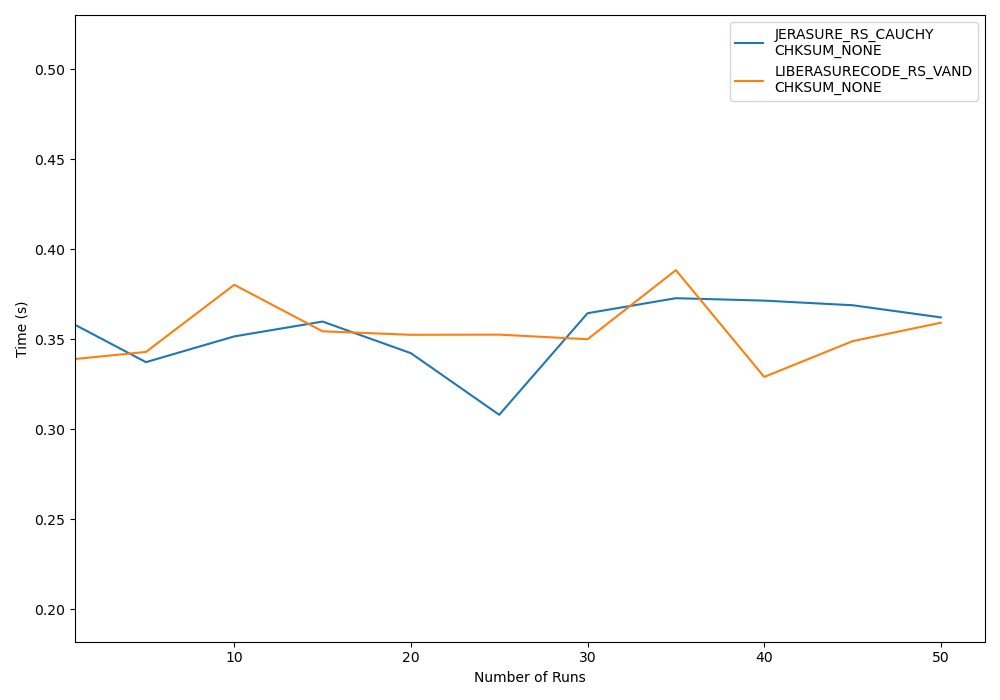 JERASURE_RS_CAUCHY
CHKSUM_NONE
LIBERASURECODE_RS_VAND
CHKSUM_NONE
0.50
0.45
0.40
0.35
0.30
0.25
0.20
Time (s)
10 20 30 40 50
Number of Runs